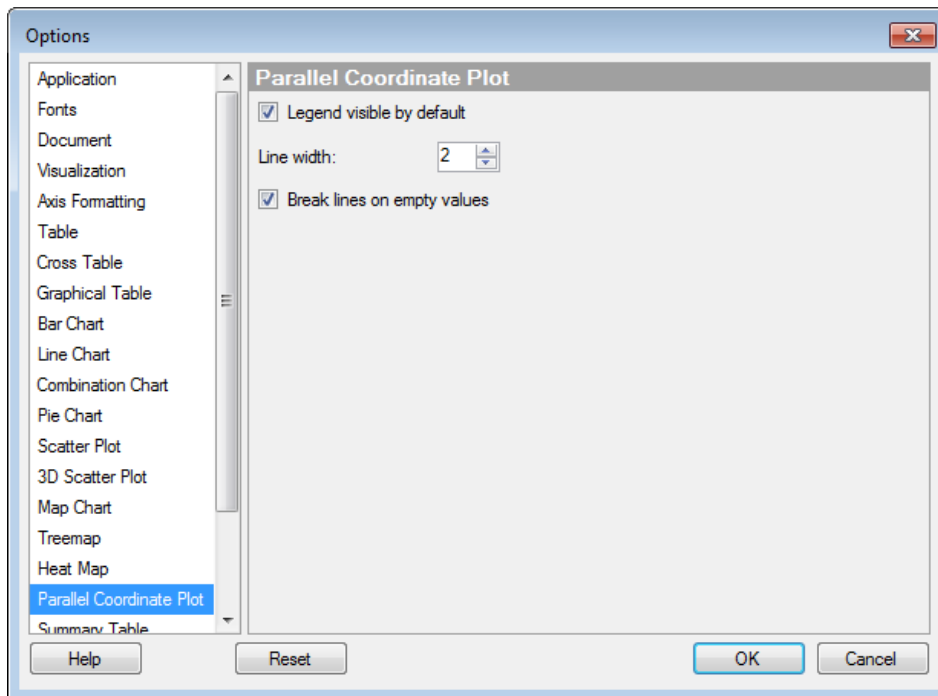 Options
Application
Fonts
Document
Visualization
Axis Formatting
Table
Cross Table
Graphical Table
Bar Chart
Line Chart
Combination Chart
Pie Chart
Scatter Plot
3D Scatter Plot
Map Chart
Treemap
Heat Map
Parallel Coordinate Plot
Summary Table
Parallel Coordinate Plot
Legend visible by default
Line width: 2
Break lines on empty values
Help Reset OK Cancel